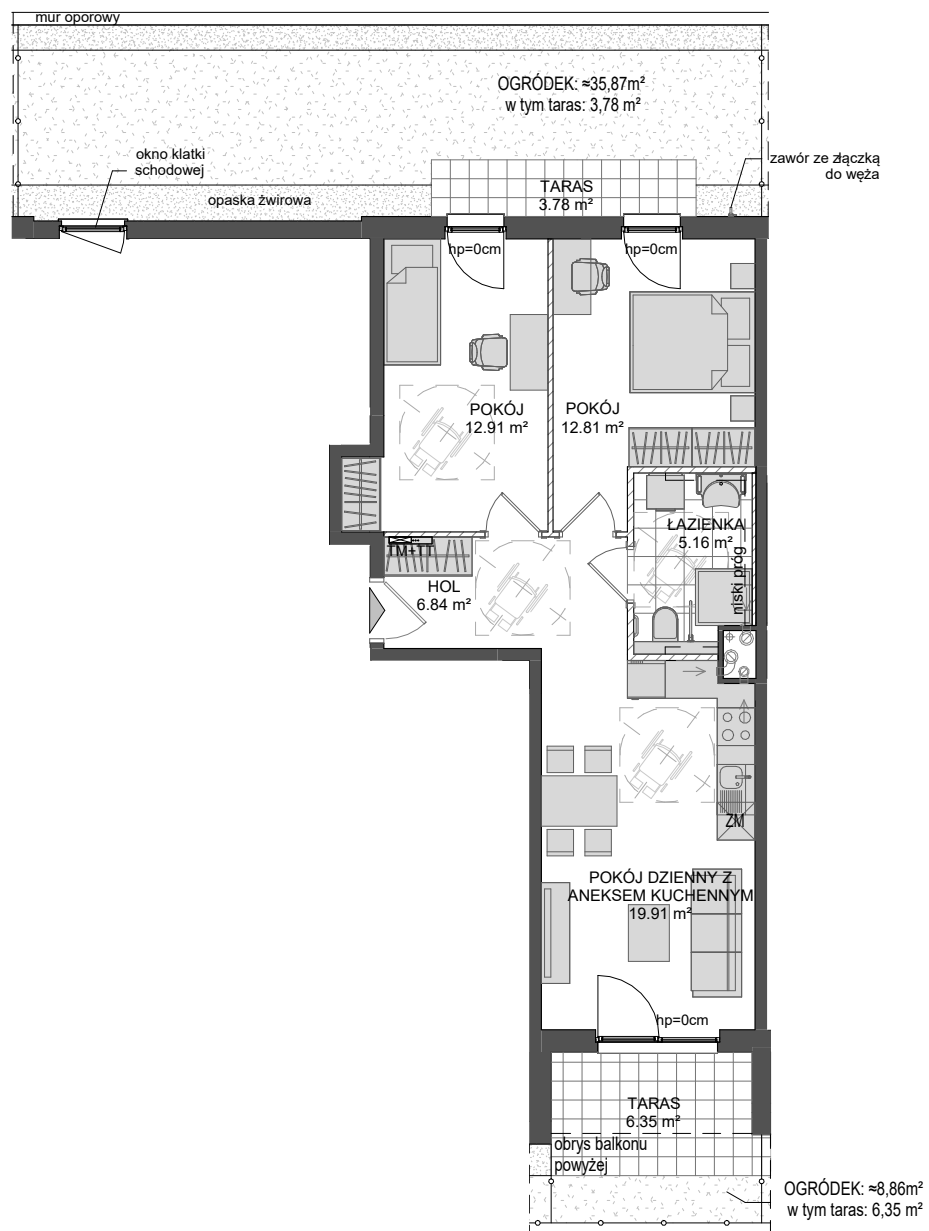 mur oporowy
OGRÓDEK: ≈35,87m²
w tym taras: 3,78 m²
okno klatki
schodowej
zawór ze złączką
do węża
opaska żwirowa
TARAS
3.78 m²
hp=0cm
hp=0cm
POKÓJ
12.91 m²
POKÓJ
12.81 m²
ŁAZIENKA
5.16 m²
niski próg
TM+TT
HOL
6.84 m²
ZM
POKÓJ DZIENNY Z
ANEKSEM KUCHENNYM
19.91 m²
hp=0cm
TARAS
6.35 m²
obrys balkonu
powyżej
OGRÓDEK: ≈8,86m²
w tym taras: 6,35 m²